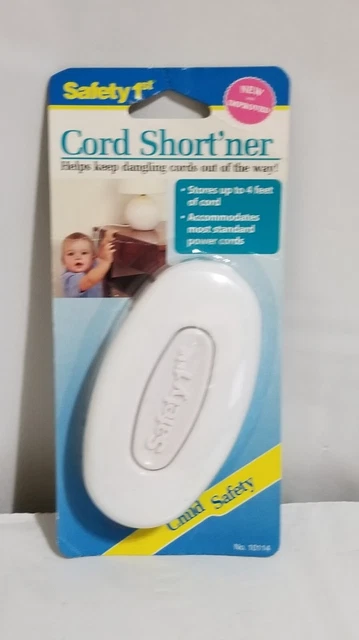 Safety 1st
NEW
and
IMPROVED
Cord Short'ner
Helps keep dangling cords out of the way!
• Stores up to 4 feet
of cord
• Accommodates
most standard
power cords
Safety 1st
Child Safety
No. 10114